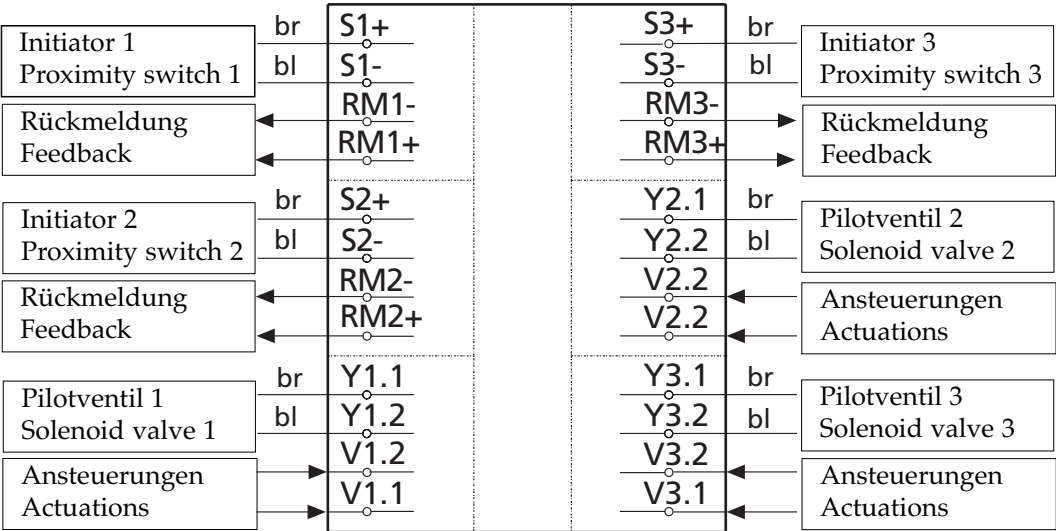 Initiator 1
Proximity switch 1
br
S1+
bl
S1-
Rückmeldung
Feedback
RM1-
RM1+
Initiator 2
Proximity switch 2
br
S2+
bl
S2-
Rückmeldung
Feedback
RM2-
RM2+
Pilotventil 1
Solenoid valve 1
br
Y1.1
bl
Y1.2
Ansteuerungen
Actuations
V1.2
V1.1
S3+
br
S3-
bl
Initiator 3
Proximity switch 3
RM3-
RM3+
Rückmeldung
Feedback
Y2.1
br
Y2.2
bl
Pilotventil 2
Solenoid valve 2
V2.2
V2.2
Ansteuerungen
Actuations
Y3.1
br
Y3.2
bl
Pilotventil 3
Solenoid valve 3
V3.2
V3.1
Ansteuerungen
Actuations